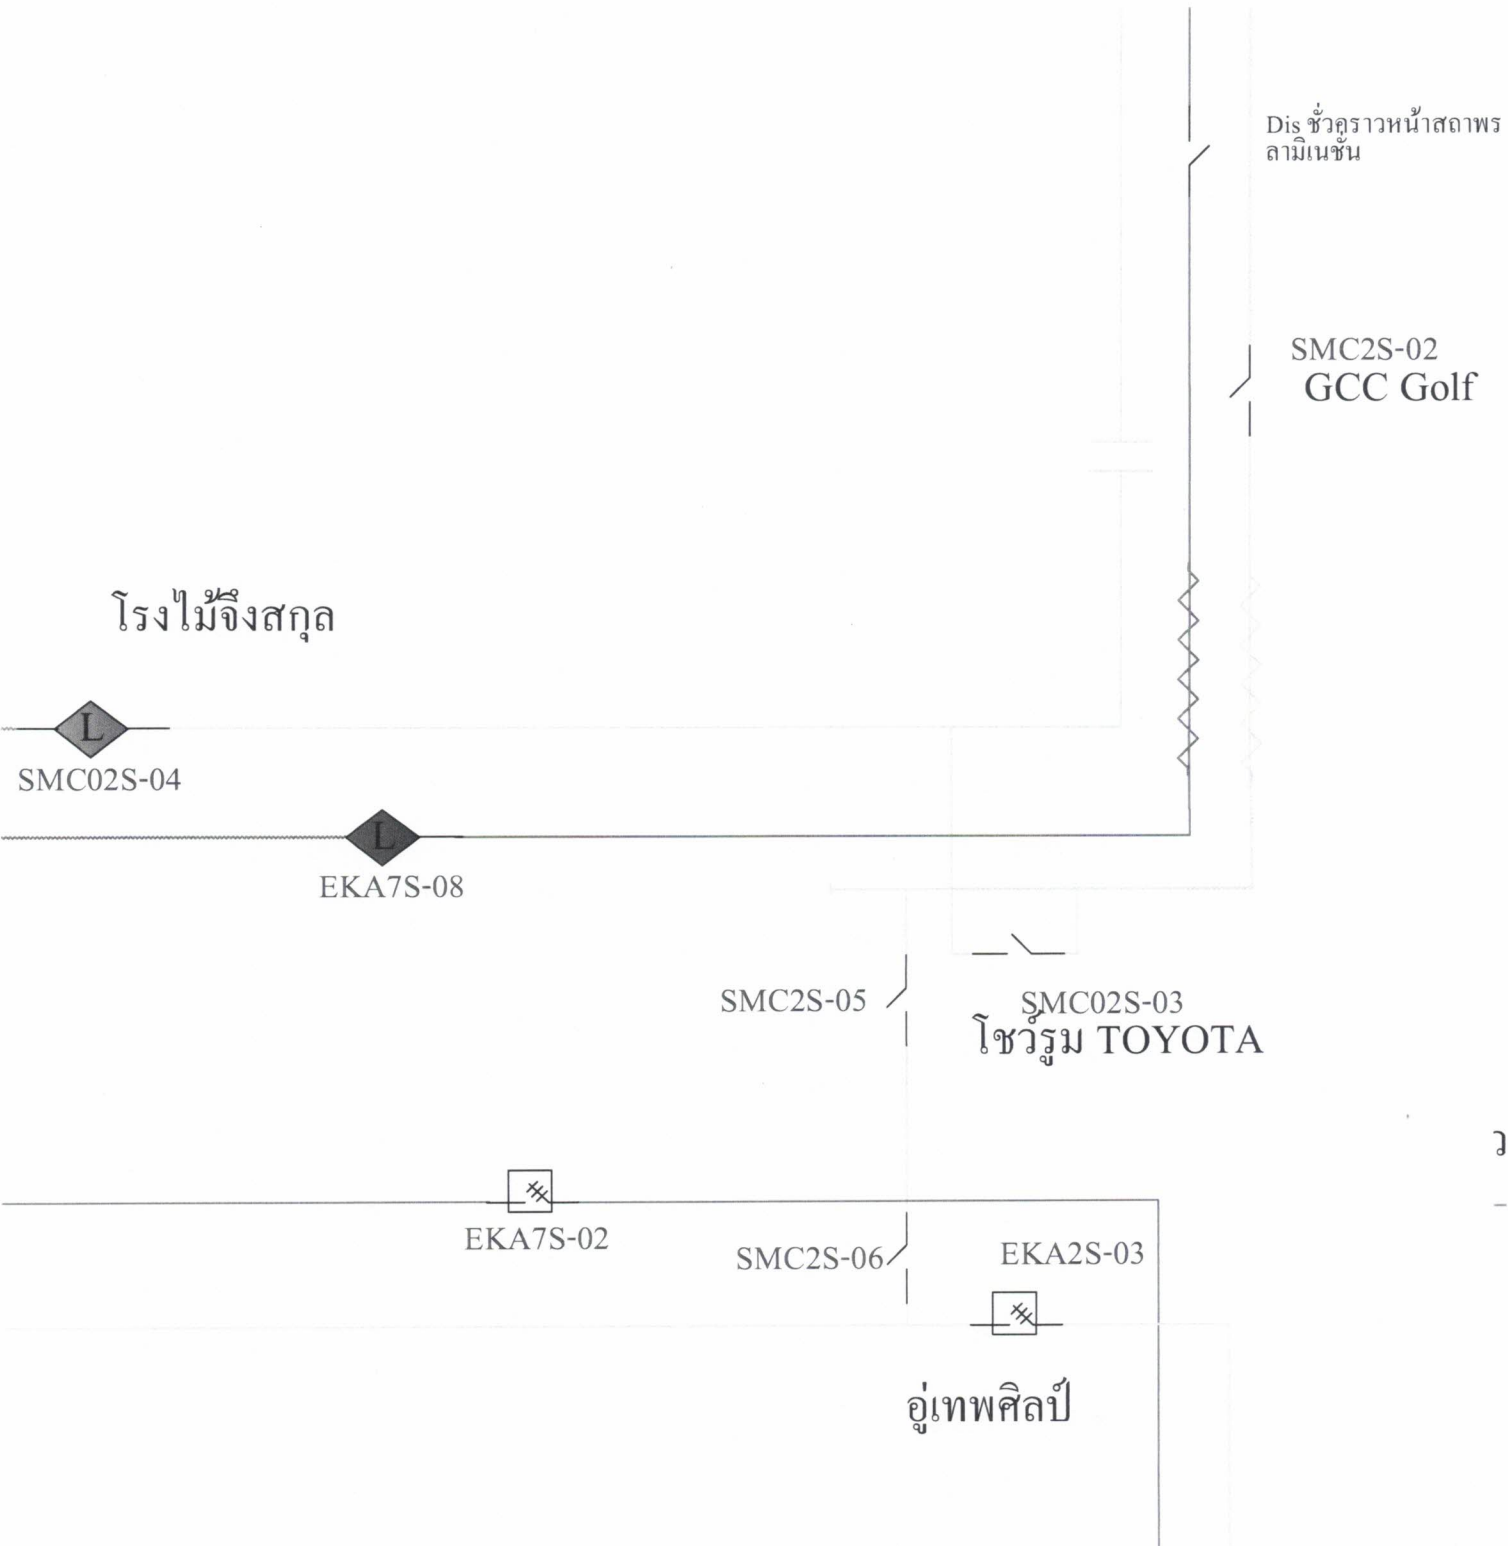 Dis ชั่วคราวหน้าสถาพร
ลามิเนชั่น
SMC2S-02
GCC Golf
โรงไม้จึงสกุล
L
SMC02S-04
L
EKA7S-08
SMC2S-05
SMC02S-03
โชว์รูม TOYOTA
ว
EKA7S-02
SMC2S-06
EKA2S-03
อู่เทพศิลป์